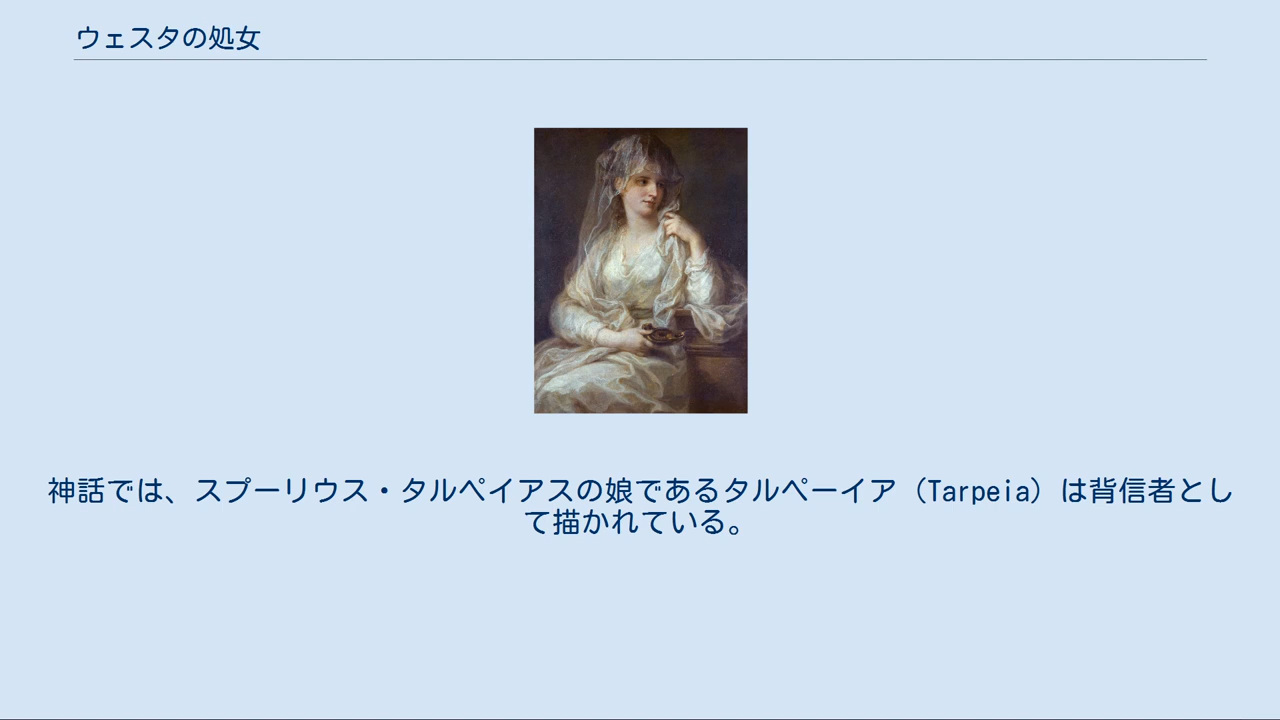 ウェスタの処女
神話では、スプーリウス・タルペイアスの娘であるタルペーイア（Tarpeia）は背信者とし
て描かれている。